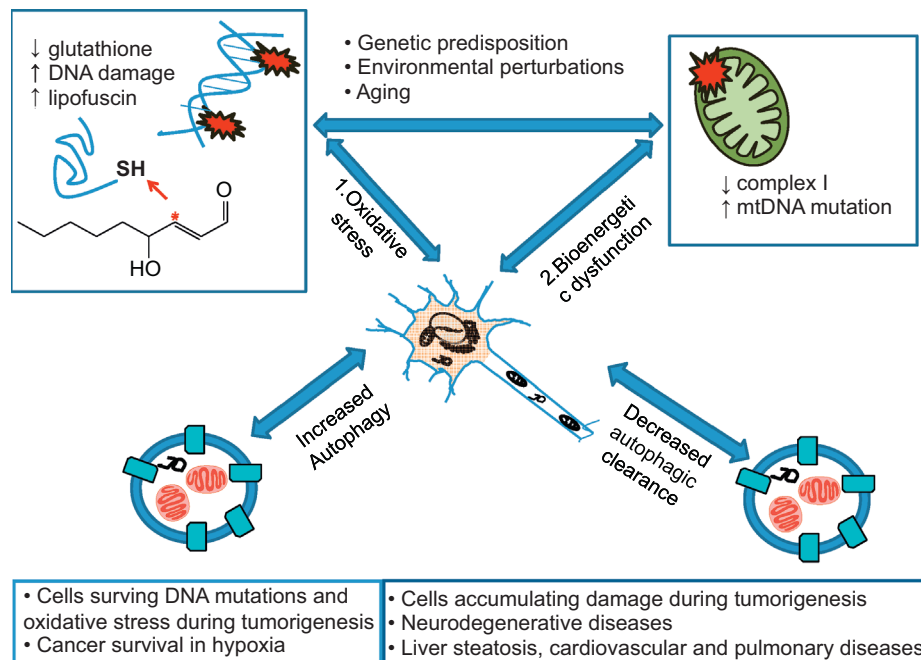 ↓ glutathione
↑ DNA damage
↑ lipofuscin
SH
O
*
HO
• Genetic predisposition
• Environmental perturbations
• Aging
↓ complex I
↑ mtDNA mutation
1.Oxidative
stress
2.Bioenergeti
c dysfunction
Increased
Autophagy
Decreased
autophagic
clearance
• Cells surving DNA mutations and
oxidative stress during tumorigenesis
• Cancer survival in hypoxia
• Cells accumulating damage during tumorigenesis
• Neurodegenerative diseases
• Liver steatosis, cardiovascular and pulmonary diseases